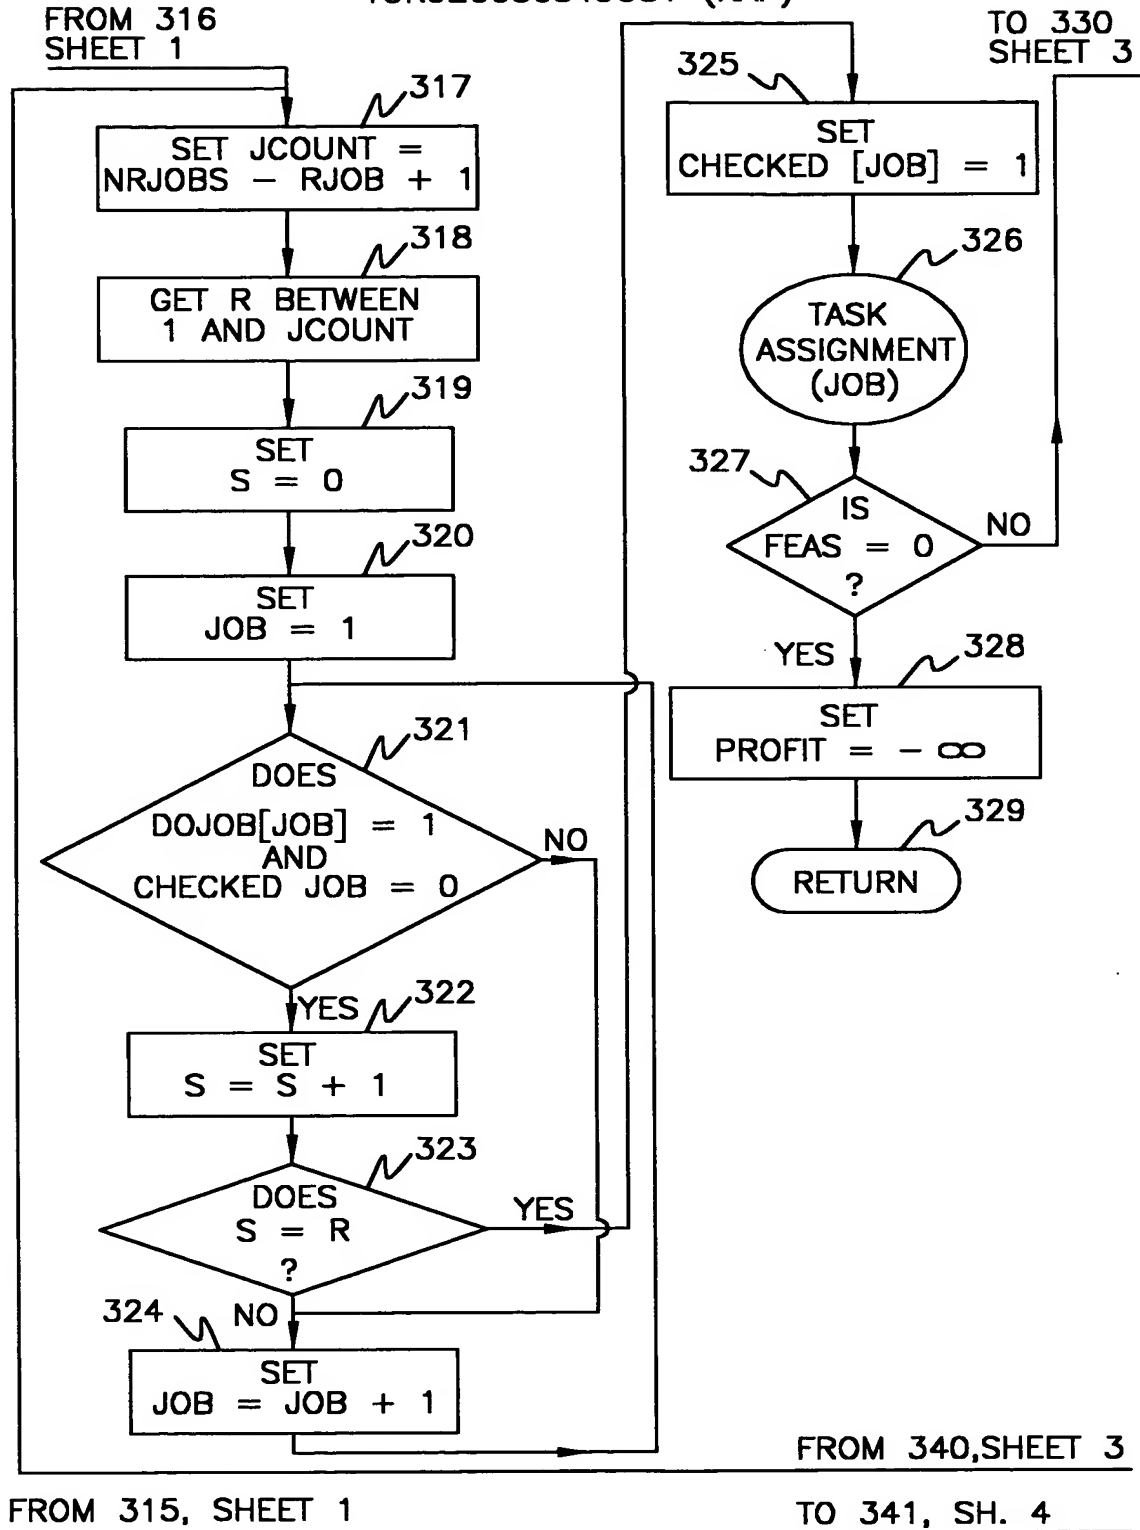 FROM 316
SHEET 1
317
SET JCOUNT =
NRJOBS - RJOB + 1
318
GET R BETWEEN
1 AND JCOUNT
319
SET
S = 0
320
SET
JOB = 1
321
DOES
DOJOB[JOB] = 1
AND
CHECKED JOB = 0
NO
YES
322
SET
S = S + 1
323
DOES
S = R
?
YES
NO
324
SET
JOB = JOB + 1
TO 330
SHEET 3
325
SET
CHECKED [JOB] = 1
326
TASK
ASSIGNMENT
(JOB)
327
IS
FEAS = 0
?
NO
YES
328
SET
PROFIT = - ∞
329
RETURN
FROM 340,SHEET 3
FROM 315, SHEET 1
TO 341, SH. 4